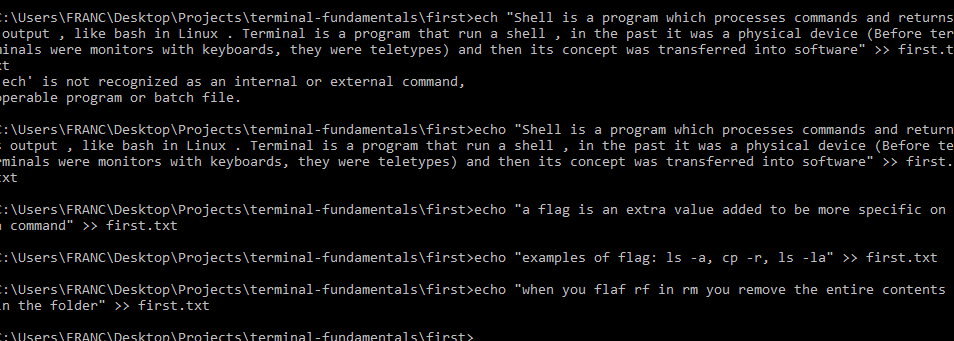 :\Users\FRANC\Desktop\Projects\terminal-fundamentals\first>ech "Shell is a program which processes commands and returns
output , like bash in Linux . Terminal is a program that run a shell , in the past it was a physical device (Before ter
minals were monitors with keyboards, they were teletypes) and then its concept was transferred into software" >> first.t
xt
ech' is not recognized as an internal or external command,
operable program or batch file.
:\Users\FRANC\Desktop\Projects\terminal-fundamentals\first>echo "Shell is a program which processes commands and return
s output , like bash in Linux . Terminal is a program that run a shell , in the past it was a physical device (Before te
rminals were monitors with keyboards, they were teletypes) and then its concept was transferred into software" >> first.
txt
:\Users\FRANC\Desktop\Projects\terminal-fundamentals\first>echo "a flag is an extra value added to be more specific on
a command" >> first.txt
:\Users\FRANC\Desktop\Projects\terminal-fundamentals\first>echo "examples of flag: ls -a, cp -r, ls -la" >> first.txt
:\Users\FRANC\Desktop\Projects\terminal-fundamentals\first>echo "when you flaf rf in rm you remove the entire contents
in the folder" >> first.txt
:\Users\FRANC\Desktop\Projects\terminal-fundamentals\first>